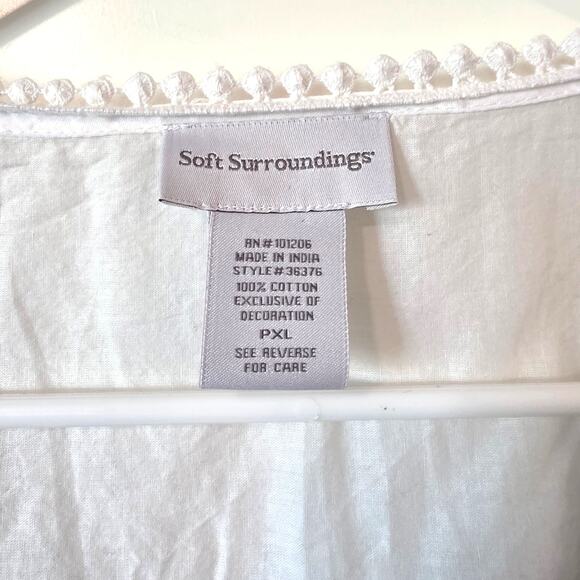 Soft Surroundings
RN#101206
MADE IN INDIA
STYLE#36376
100% COTTON
EXCLUSIVE OF
DECORATION
PXL
SEE REVERSE
FOR CARE